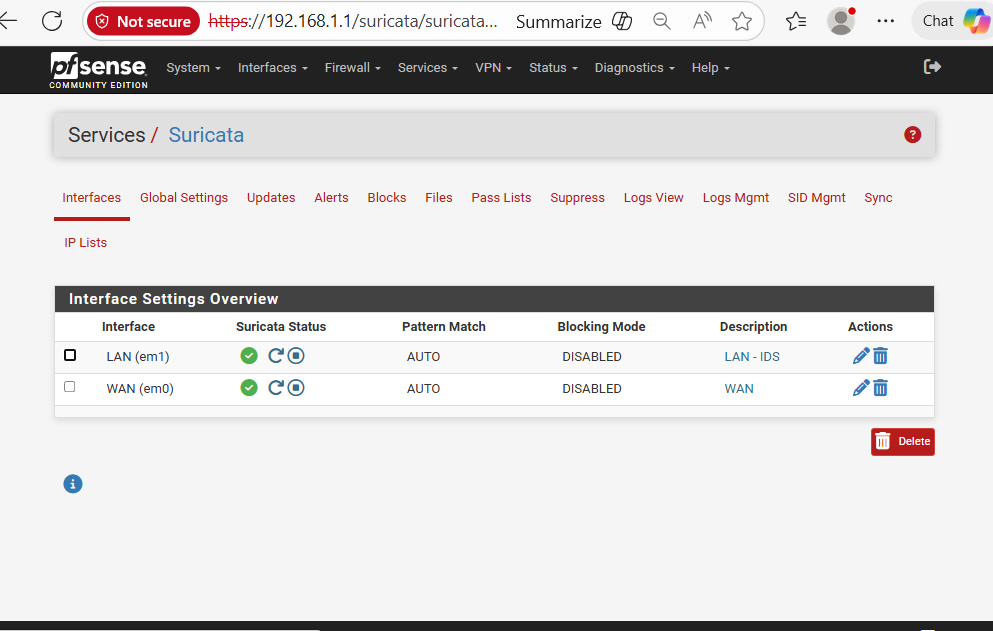 Not secure https://192.168.1.1/suricata/suricata... Summarize Chat
pfsense System Interfaces Firewall Services VPN Status Diagnostics Help
COMMUNITY EDITION
Services / Suricata
Interfaces Global Settings Updates Alerts Blocks Files Pass Lists Suppress Logs View Logs Mgmt SID Mgmt Sync
IP Lists
Interface Settings Overview
Interface Suricata Status Pattern Match Blocking Mode Description Actions
LAN (em1) AUTO DISABLED LAN - IDS
WAN (em0) AUTO DISABLED WAN
Delete